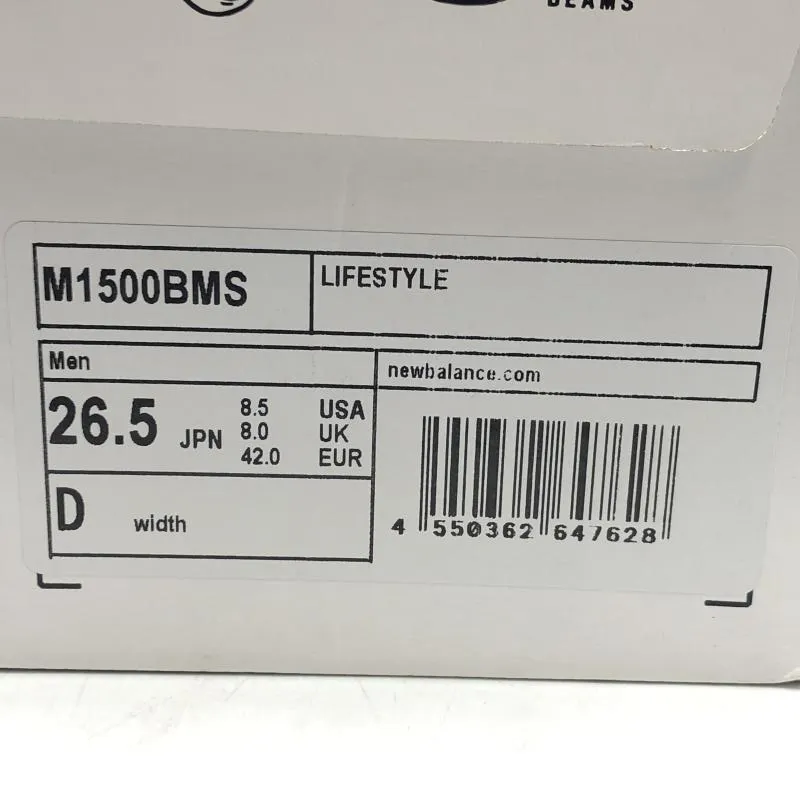 BEAMS
M1500BMS
LIFESTYLE
Men
newbalance.com
26.5 JPN
8.5 USA
8.0 UK
42.0 EUR
D width
4 550362 647628